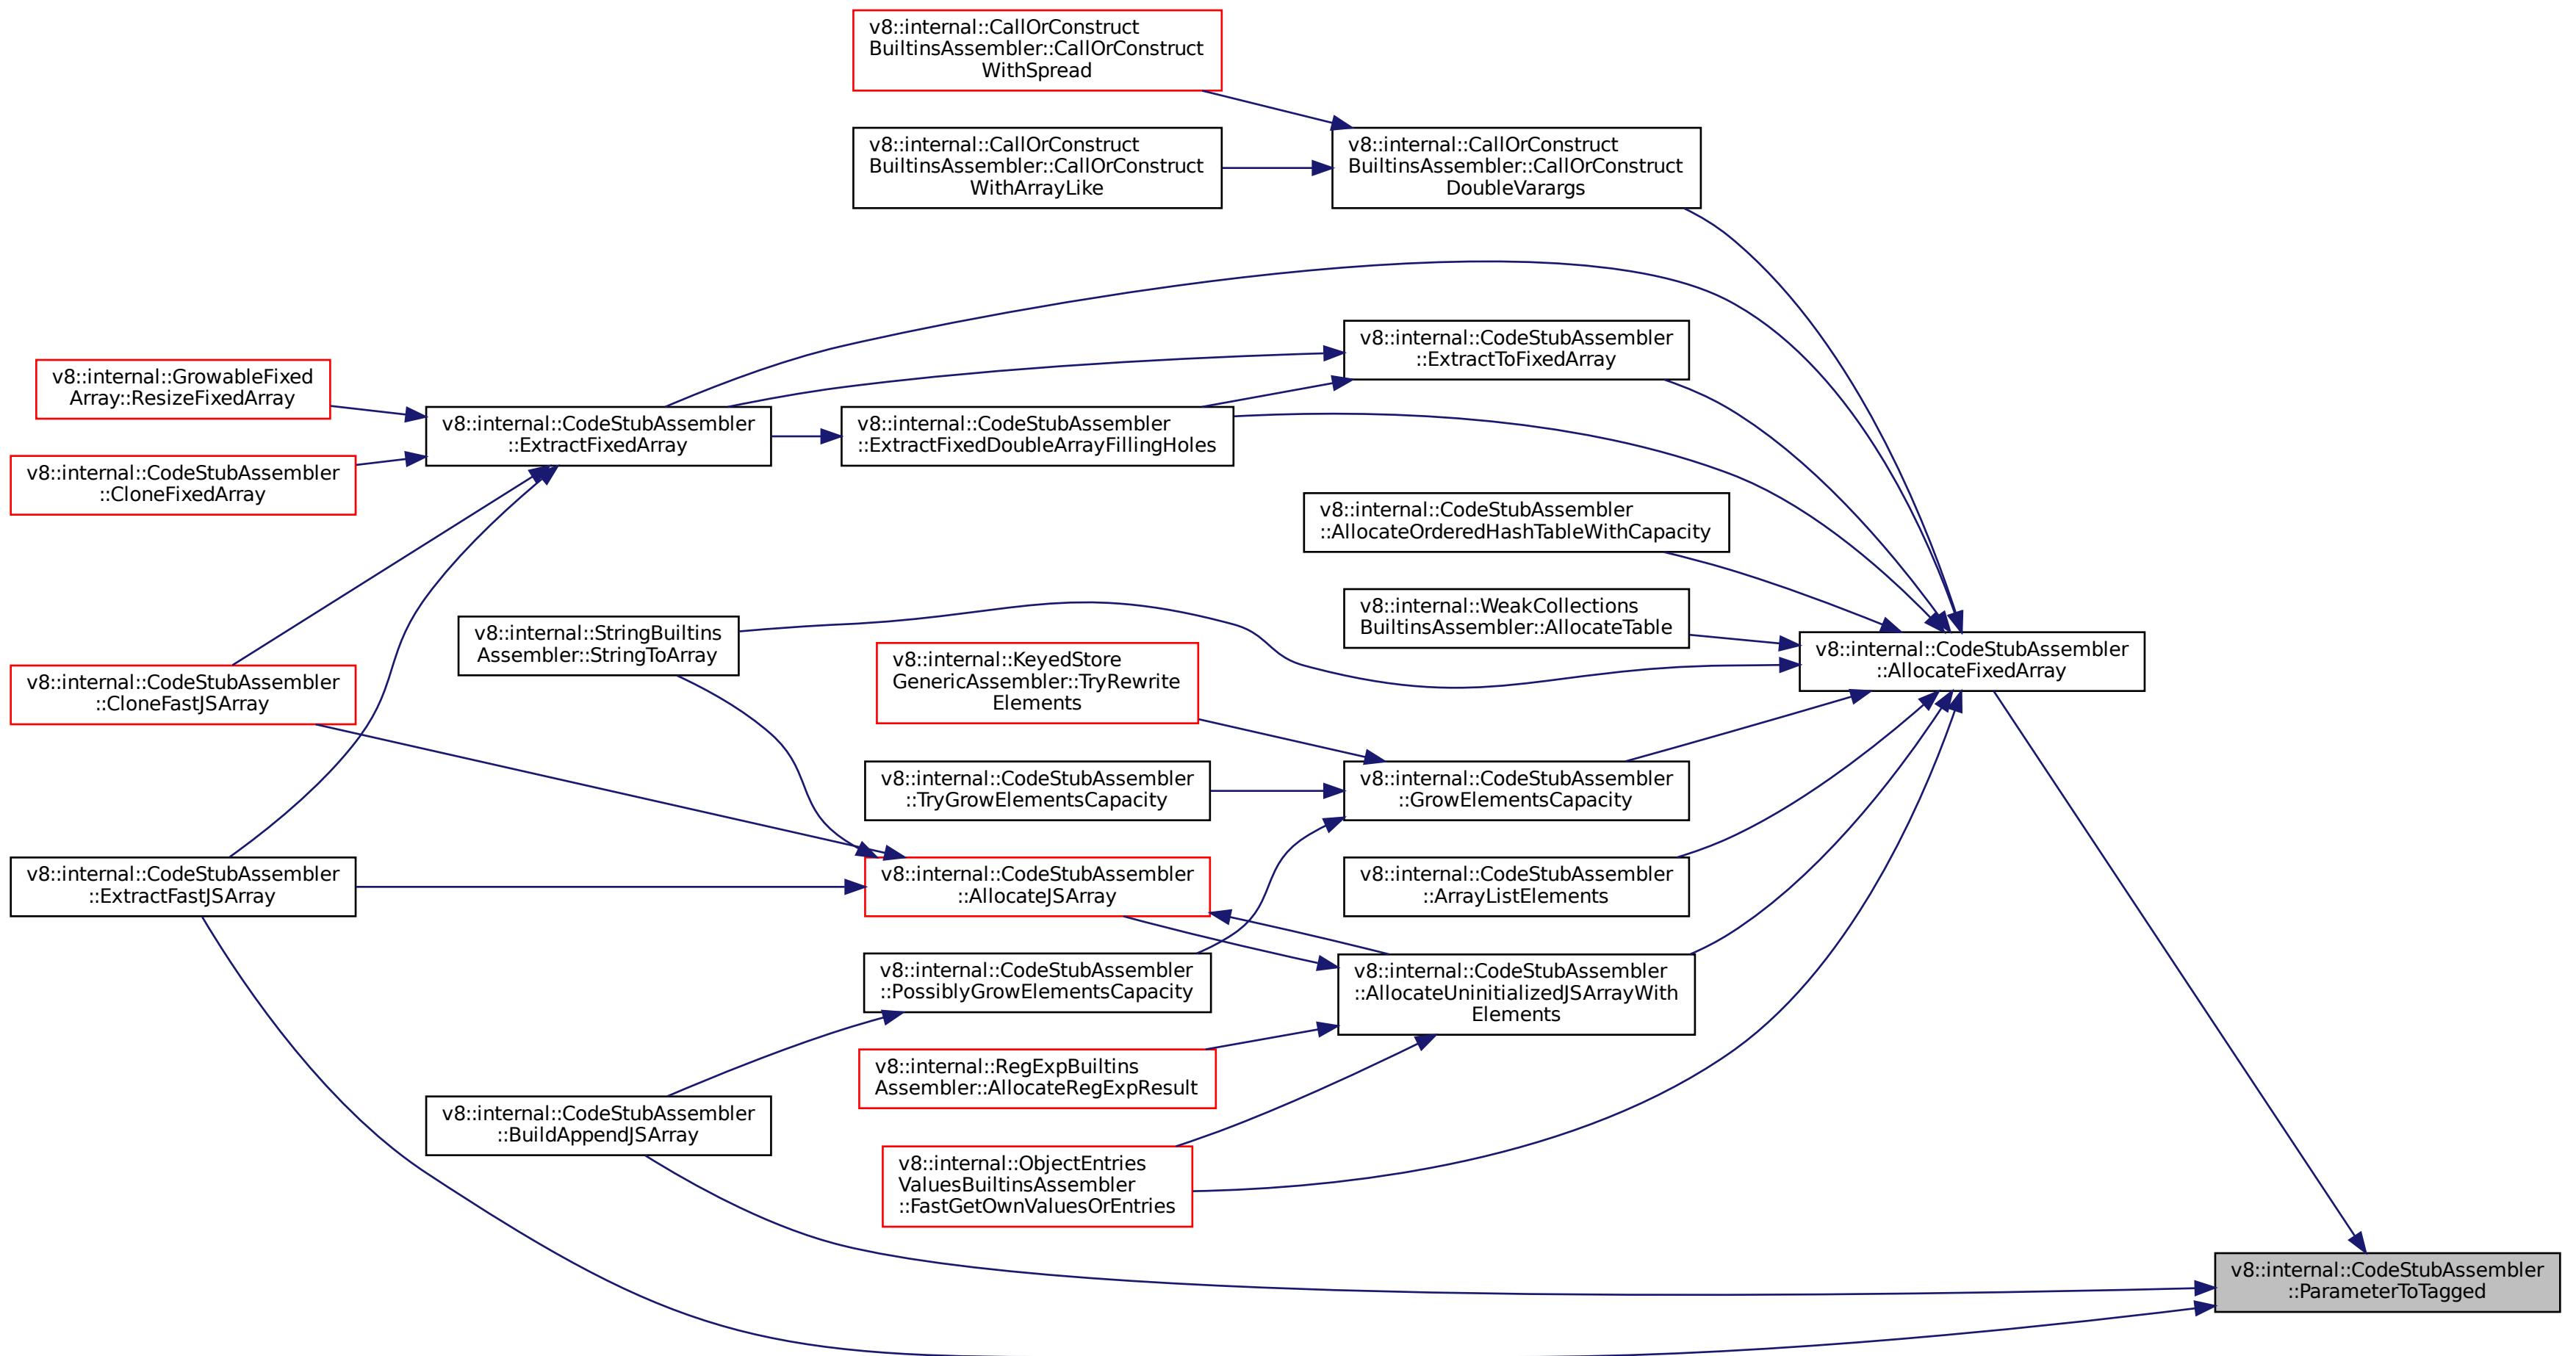 v8::internal::CallOrConstruct
BuiltinsAssembler::CallOrConstruct
WithSpread
v8::internal::CallOrConstruct
BuiltinsAssembler::CallOrConstruct
WithArrayLike
v8::internal::CallOrConstruct
BuiltinsAssembler::CallOrConstruct
DoubleVarargs
v8::internal::CodeStubAssembler
::ExtractToFixedArray
v8::internal::GrowableFixed
Array::ResizeFixedArray
v8::internal::CodeStubAssembler
::ExtractFixedArray
v8::internal::CodeStubAssembler
::ExtractFixedDoubleArrayFillingHoles
v8::internal::CodeStubAssembler
::CloneFixedArray
v8::internal::CodeStubAssembler
::AllocateOrderedHashTableWithCapacity
v8::internal::WeakCollections
BuiltinsAssembler::AllocateTable
v8::internal::StringBuiltins
Assembler::StringToArray
v8::internal::CodeStubAssembler
::AllocateFixedArray
v8::internal::KeyedStore
GenericAssembler::TryRewrite
Elements
v8::internal::CodeStubAssembler
::CloneFastJSArray
v8::internal::CodeStubAssembler
::TryGrowElementsCapacity
v8::internal::CodeStubAssembler
::GrowElementsCapacity
v8::internal::CodeStubAssembler
::ExtractFastJSArray
v8::internal::CodeStubAssembler
::AllocateJSArray
v8::internal::CodeStubAssembler
::ArrayListElements
v8::internal::CodeStubAssembler
::PossiblyGrowElementsCapacity
v8::internal::CodeStubAssembler
::AllocateUninitializedJSArrayWith
Elements
v8::internal::RegExpBuiltins
Assembler::AllocateRegExpResult
v8::internal::CodeStubAssembler
::BuildAppendJSArray
v8::internal::ObjectEntries
ValuesBuiltinsAssembler
::FastGetOwnValuesOrEntries
v8::internal::CodeStubAssembler
::ParameterToTagged